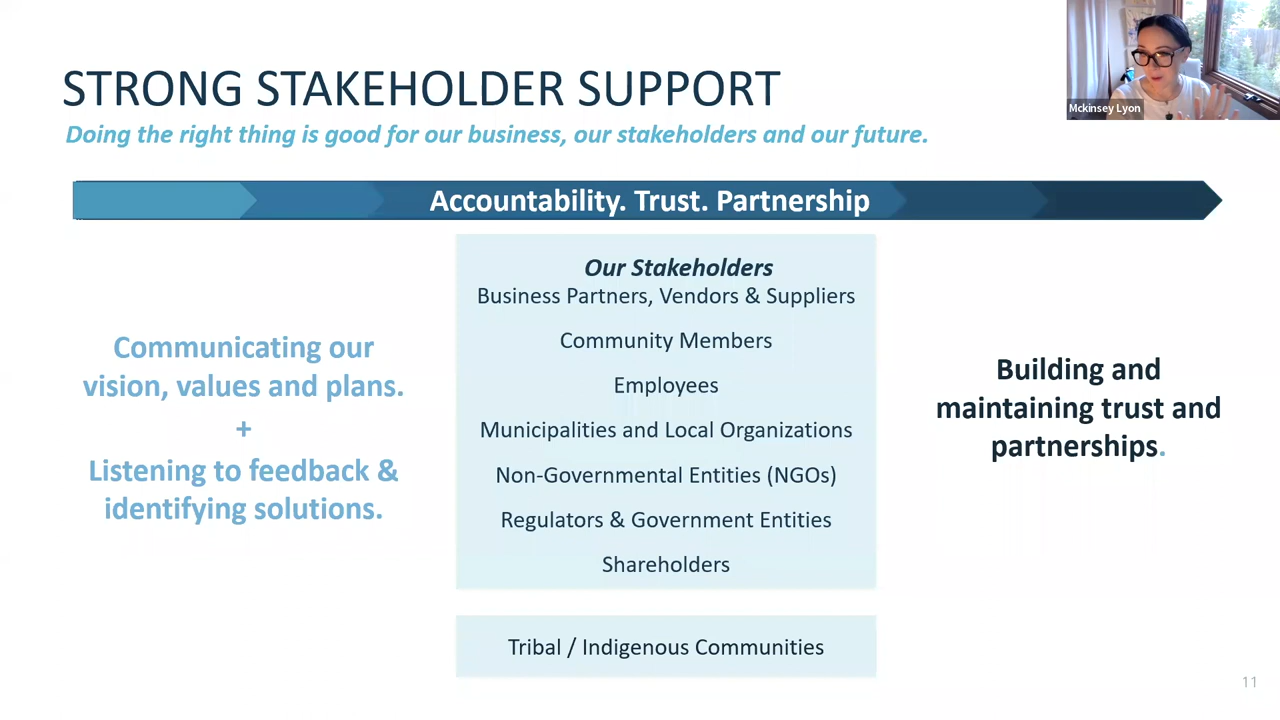 STRONG STAKEHOLDER SUPPORT
Doing the right thing is good for our business, our stakeholders and our future.
Mckinsey Lyon
Accountability. Trust. Partnership
Communicating our
vision, values and plans.
+
Listening to feedback &
identifying solutions.
Our Stakeholders
Business Partners, Vendors & Suppliers
Community Members
Employees
Municipalities and Local Organizations
Non-Governmental Entities (NGOs)
Regulators & Government Entities
Shareholders
Tribal / Indigenous Communities
Building and
maintaining trust and
partnerships.
11